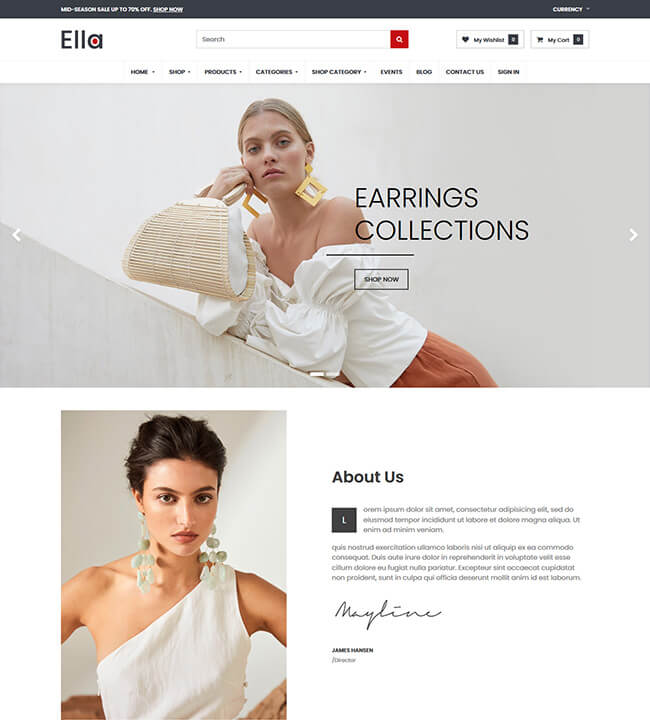 MID-SEASON SALE UP TO 70% OFF. SHOP NOW
CURRENCY
Ella
Search
My Wishlist 0
My Cart 0
HOME SHOP PRODUCTS CATEGORIES SHOP CATEGORY EVENTS BLOG CONTACT US SIGN IN
EARRINGS
COLLECTIONS
SHOP NOW
About Us
L
orem ipsum dolor sit amet, consectetur adipisicing elit, sed do
eiusmod tempor incididunt ut labore et dolore magna aliqua. Ut
enim ad minim veniam.
quis nostrud exercitation ullamco laboris nisi ut aliquip ex ea commodo
consequat. Duis aute irure dolor in reprehenderit in voluptate velit esse
cillum dolore eu fugiat nulla pariatur. Excepteur sint occaecat cupidatat
non proident, sunt in culpa qui officia deserunt mollit anim id est laborum.
Mayline
JAMES HANSEN
/Director